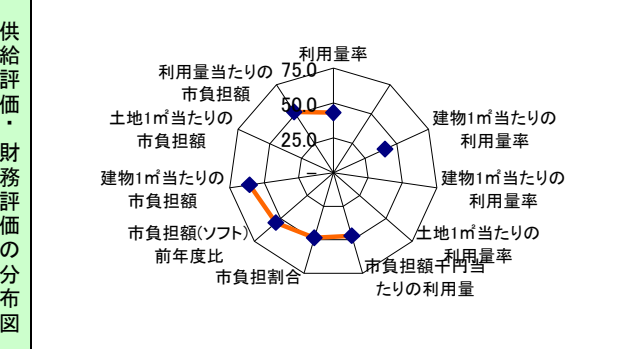 供給評価・財務評価の分布図
利用量率
75.0
50.0
25.0
–
建物1㎡当たりの
利用量率
建物1㎡当たりの
利用量率
土地1㎡当たりの
利用量率
市負担額千円当
たりの利用量
市負担割合
市負担額(ソフト)
前年度比
建物1㎡当たりの
市負担額
土地1㎡当たりの
市負担額
利用量当たりの
市負担額